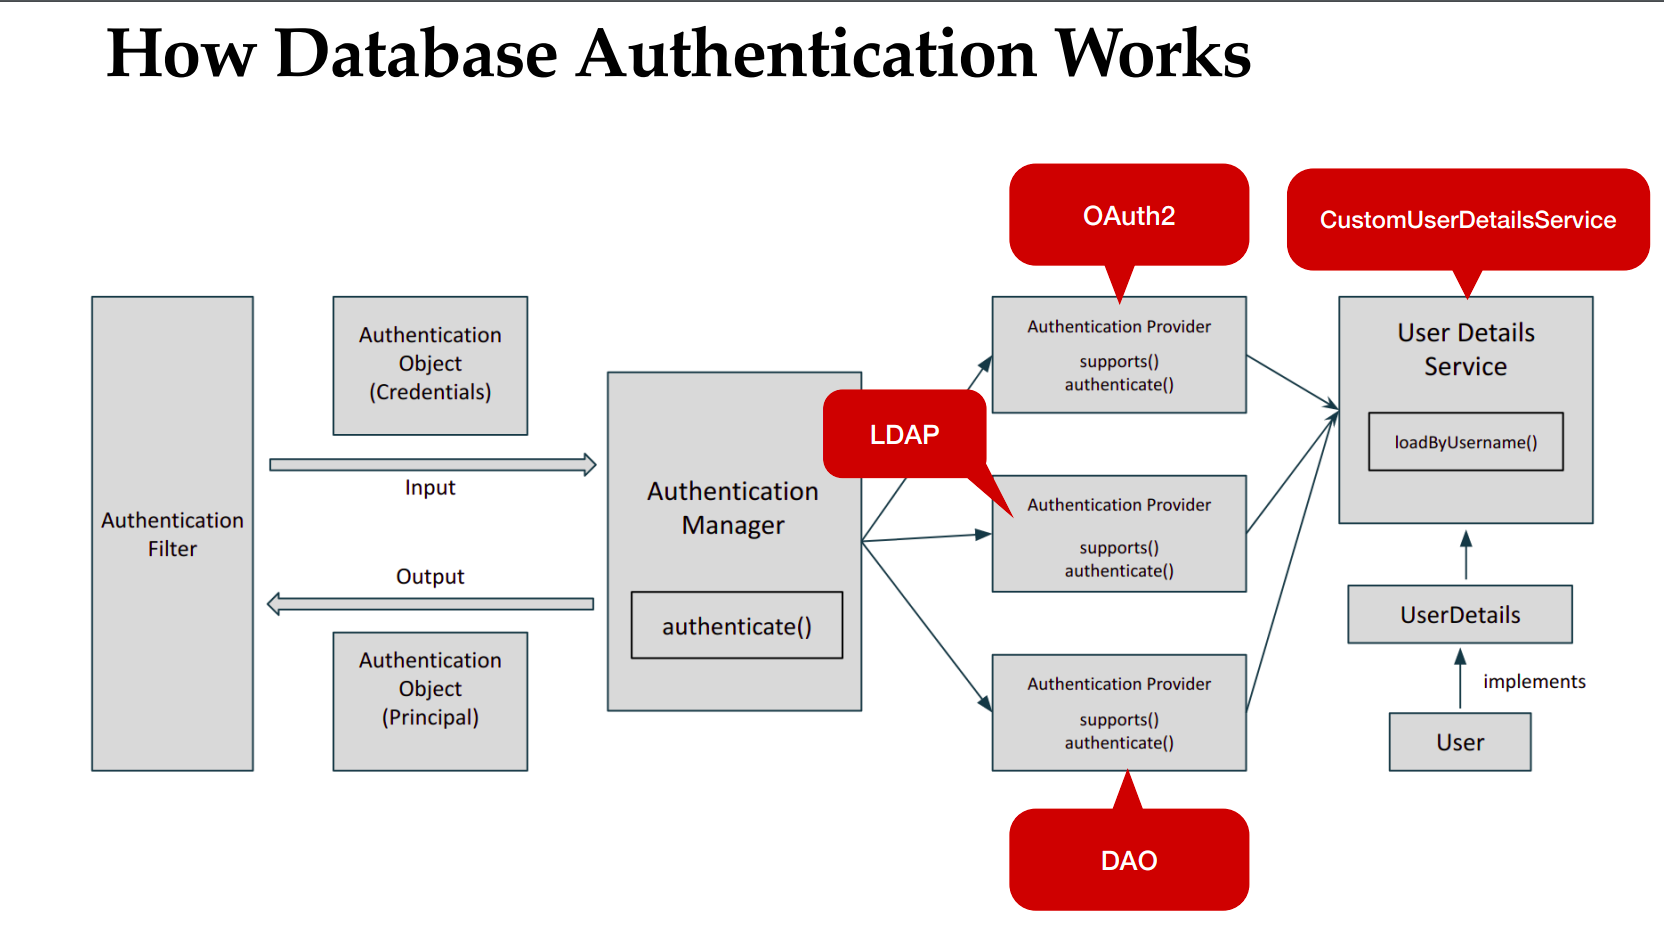 How Database Authentication Works
OAuth2
CustomUserDetailsService
Authentication
Filter
Authentication
Object
(Credentials)
Input
Output
Authentication
Object
(Principal)
Authentication
Manager
authenticate()
LDAP
Authentication Provider
supports()
authenticate()
Authentication Provider
supports()
authenticate()
Authentication Provider
supports()
authenticate()
DAO
User Details
Service
loadByUsername()
UserDetails
implements
User